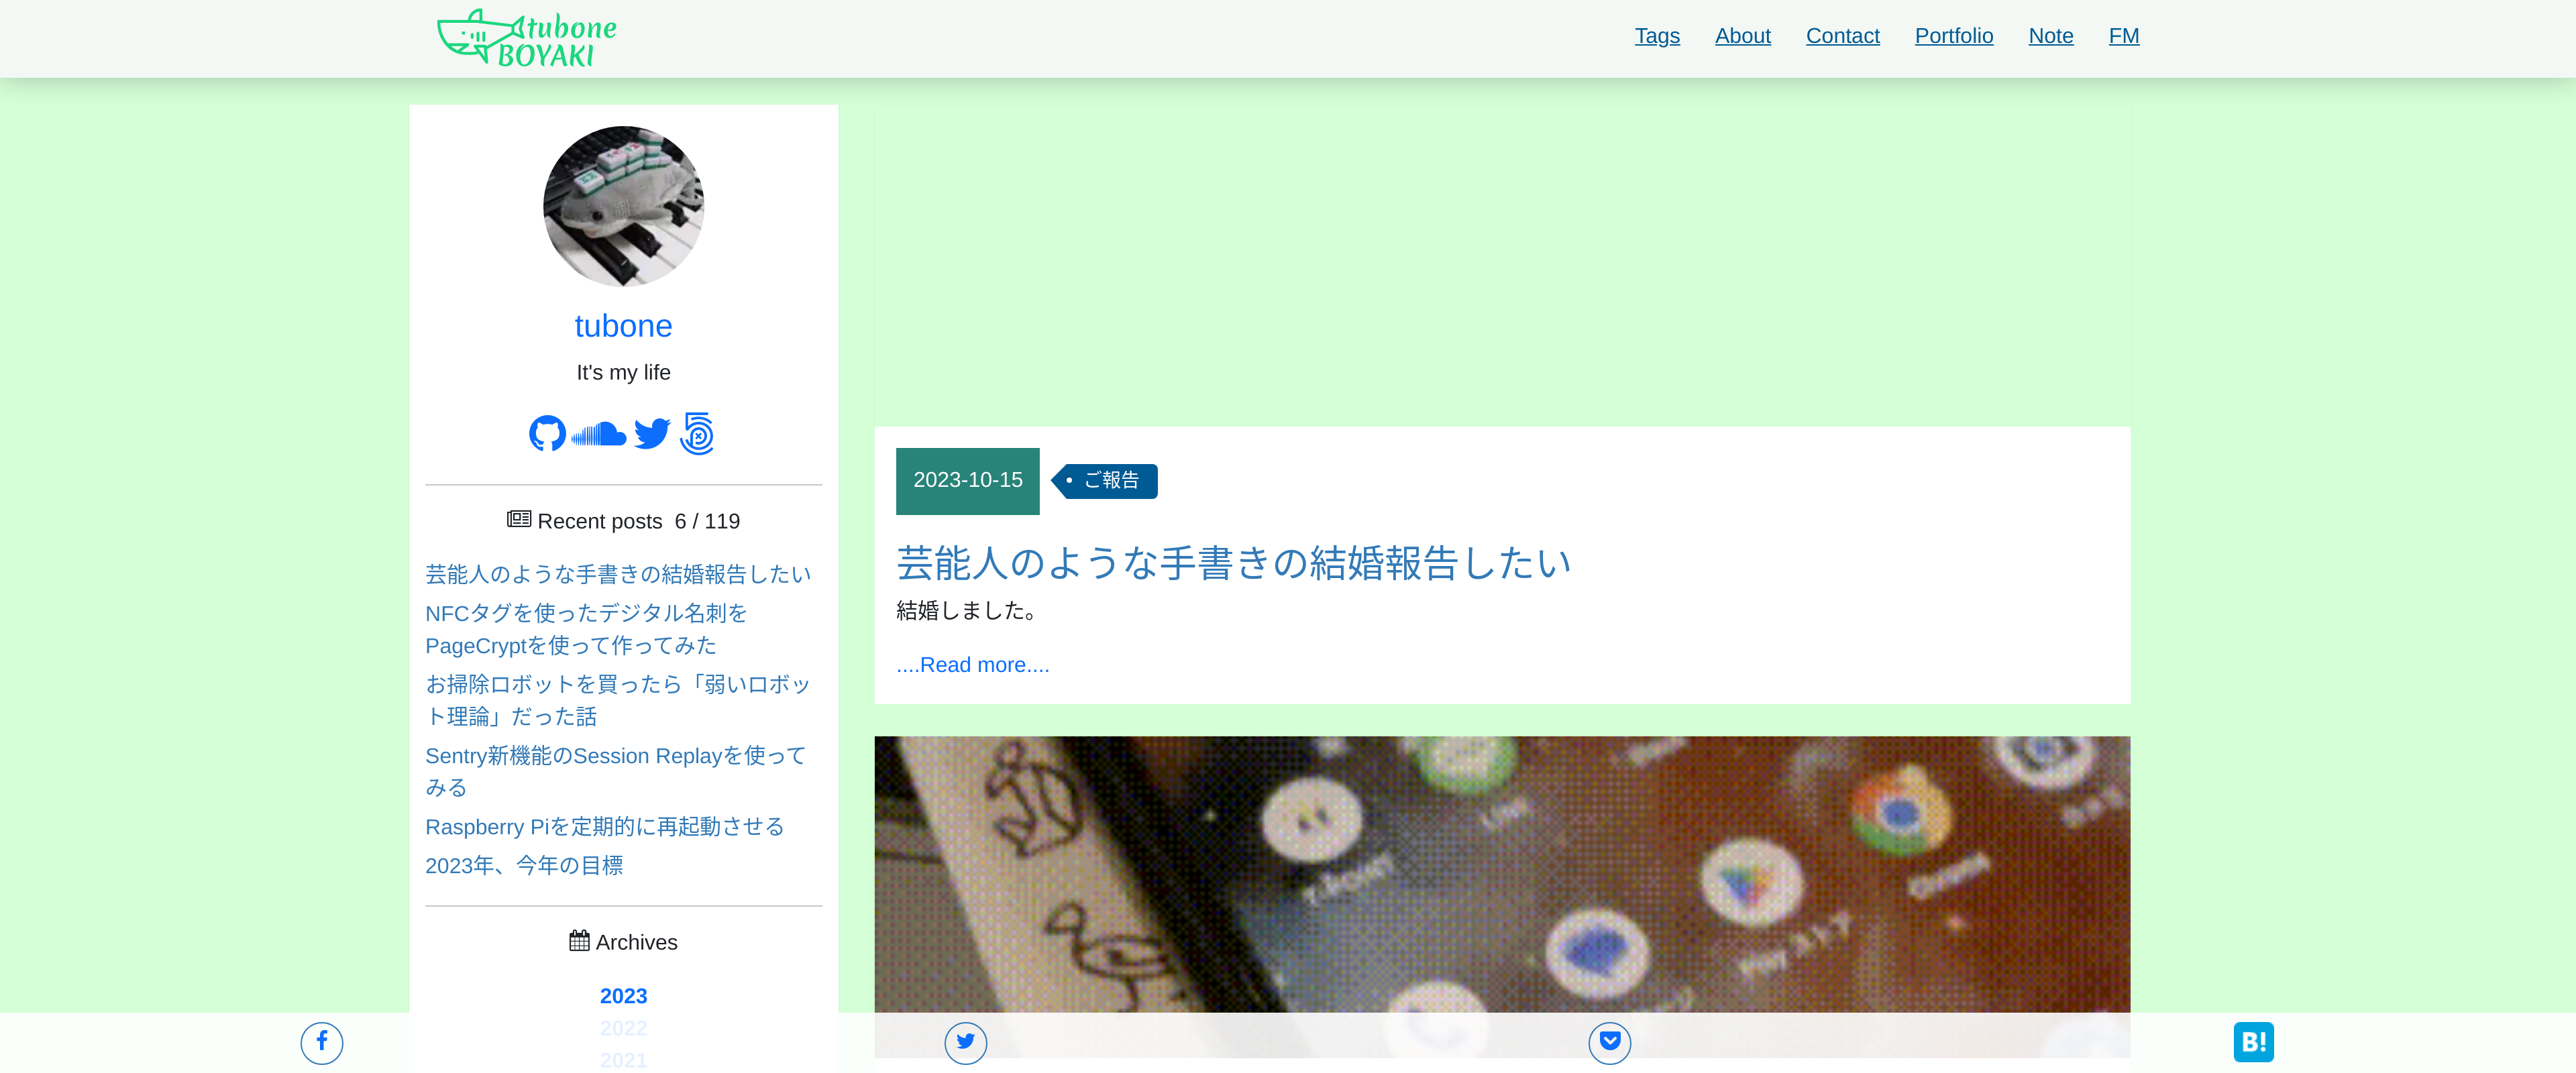 tubone
BOYAKI
Tags About Contact Portfolio Note FM
tubone
It's my life
Recent posts 6 / 119
芸能人のような手書きの結婚報告したい
NFCタグを使ったデジタル名刺を
PageCryptを使って作ってみた
お掃除ロボットを買ったら「弱いロボッ
ト理論」だった話
Sentry新機能のSession Replayを使って
みる
Raspberry Piを定期的に再起動させる
2023年、今年の目標
Archives
2023
2022
2021
2023-10-15 ご報告
芸能人のような手書きの結婚報告したい
結婚しました。
....Read more....
LINE
B!